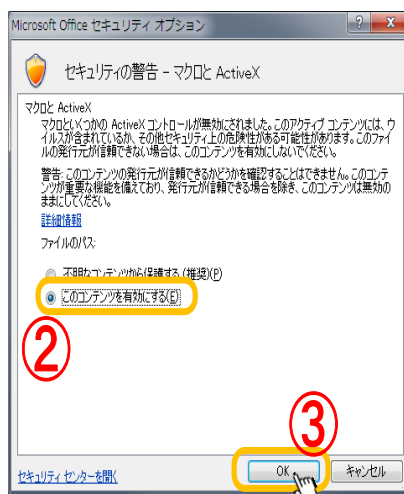 Microsoft Office セキュリティ オプション
セキュリティの警告 - マクロと ActiveX
マクロと ActiveX
マクロといくつかの ActiveX コントロールが無効にされました。このアクティブ コンテンツには、ウ
イルスが含まれているか、その他セキュリティ上の危険性がある可能性があります。このファイ
ルの発行元が信頼できない場合は、このコンテンツを有効にしないでください。
警告: このコンテンツの発行元が信頼できるかどうかを確認することはできません。このコンテ
ンツが重要な機能を備えており、発行元が信頼できる場合を除き、このコンテンツは無効の
ままにしてください。
詳細情報
ファイルのパス:
不明なコンテンツから保護する (推奨)(P)
このコンテンツを有効にする(E)
②
③
セキュリティ センターを開く
OK
キャンセル